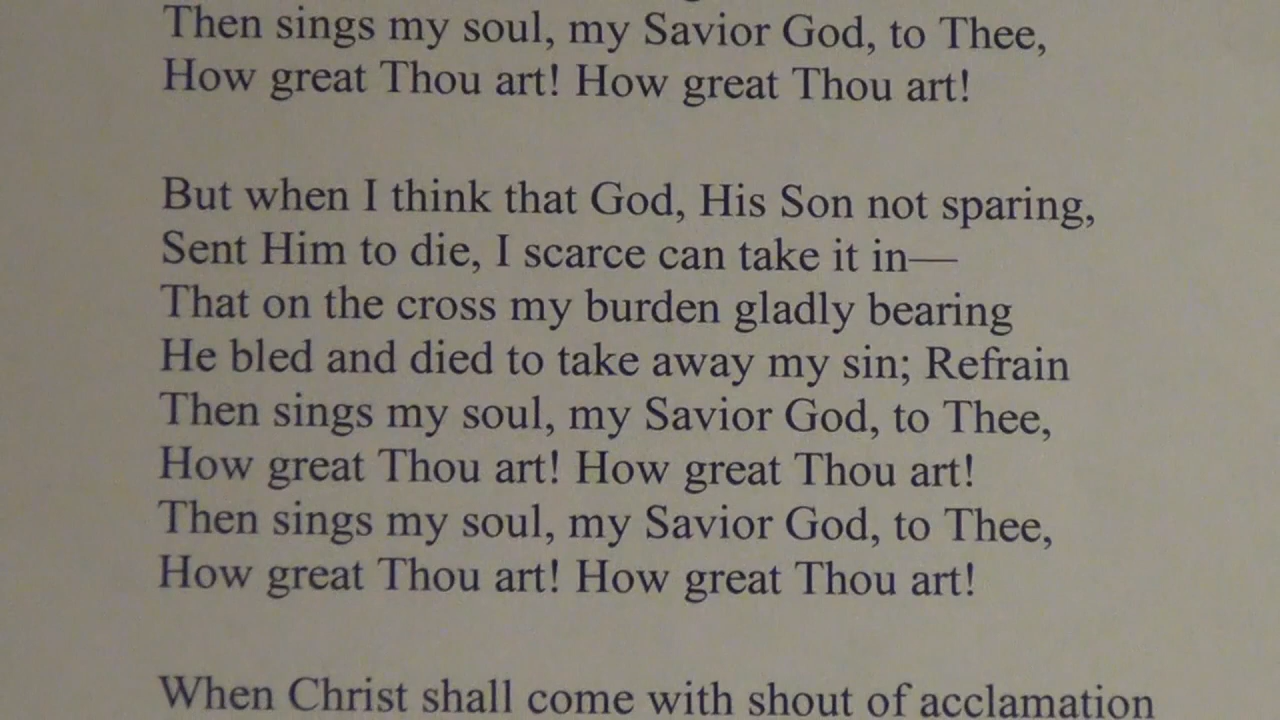 Then sings my soul, my Savior God, to Thee,
How great Thou art! How great Thou art!
But when I think that God, His Son not sparing,
Sent Him to die, I scarce can take it in—
That on the cross my burden gladly bearing
He bled and died to take away my sin; Refrain
Then sings my soul, my Savior God, to Thee,
How great Thou art! How great Thou art!
Then sings my soul, my Savior God, to Thee,
How great Thou art! How great Thou art!
When Christ shall come with shout of acclamation